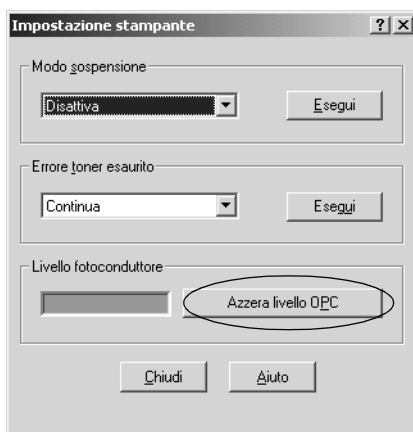 Impostazione stampante
Modo sospensione
Disattiva Esegui
Errore toner esaurito
Continua Esegui
Livello fotoconduttore
Azzera livello OPC
Chiudi Aiuto